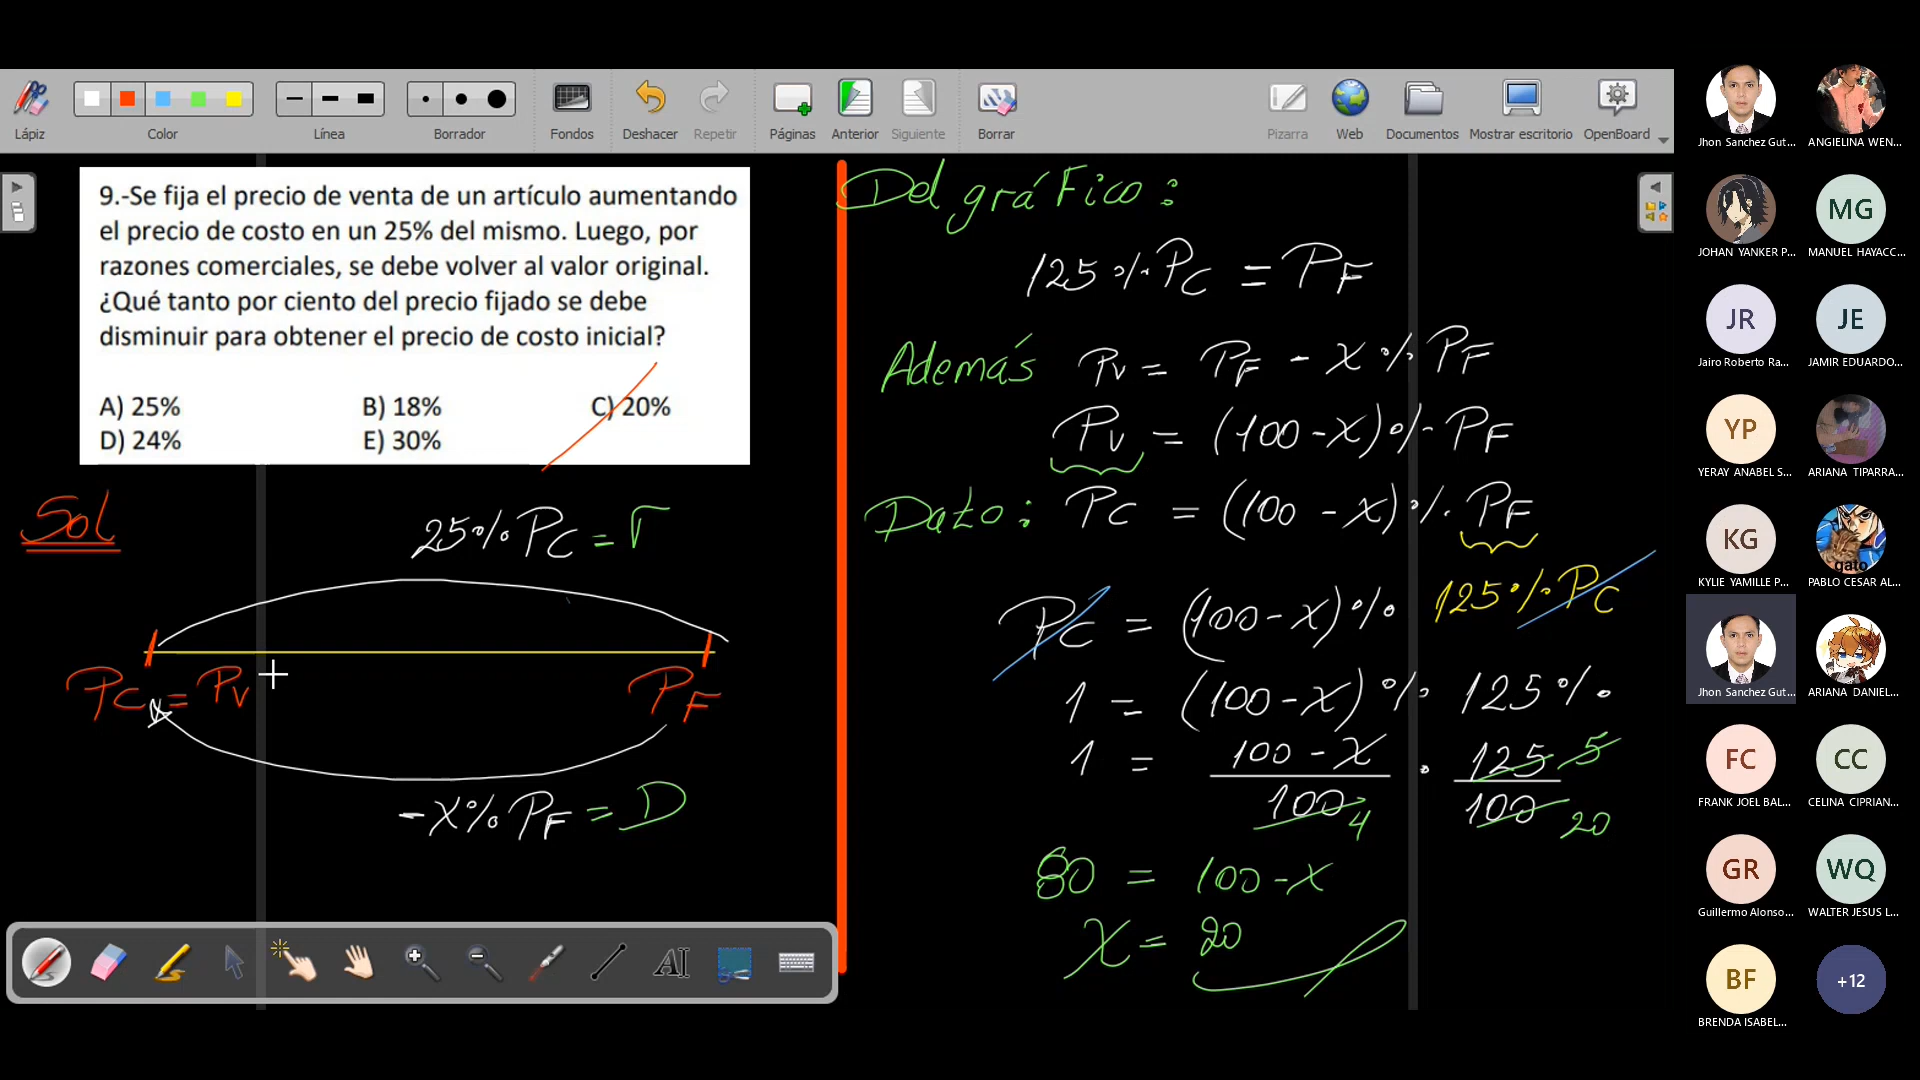 Lápiz
Color
Línea
Borrador
Fondos
Deshacer
Repetir
Páginas
Anterior
Siguiente
Borrar
Pizarra
Web
Documentos
Mostrar escritorio
OpenBoard
9.-Se fija el precio de venta de un artículo aumentando
el precio de costo en un 25% del mismo. Luego, por
razones comerciales, se debe volver al valor original.
¿Qué tanto por ciento del precio fijado se debe
disminuir para obtener el precio de costo inicial?
A) 25% B) 18% C) 20%
D) 24% E) 30%
Sol
25% PC =
PC = PV
PF
-X% PF = D
Del gráFico:
125% PC = PF
Además PV = PF - X% PF
PV = (100-X)% PF
Dato: PC = (100-X)% PF
PC = (100-X)% 125% PC
1 = (100-X)% 125%
1 = 100-X · 125 5
100 4 100 20
80 = 100-X
X = 20
AI
Jhon Sanchez Gut...
ANGIELINA WEN...
JOHAN YANKER P...
MG
MANUEL HAYACC...
JR
Jairo Roberto Ra...
JE
JAMIR EDUARDO...
YP
YERAY ANABEL S...
ARIANA TIPARRA...
KG
KYLIE YAMILLE P...
gato
PABLO CESAR AL...
Jhon Sanchez Gut...
ARIANA DANIEL...
FC
FRANK JOEL BAL...
CC
CELINA CIPRIAN...
GR
Guillermo Alonso...
WQ
WALTER JESUS L...
BF
BRENDA ISABEL...
+12